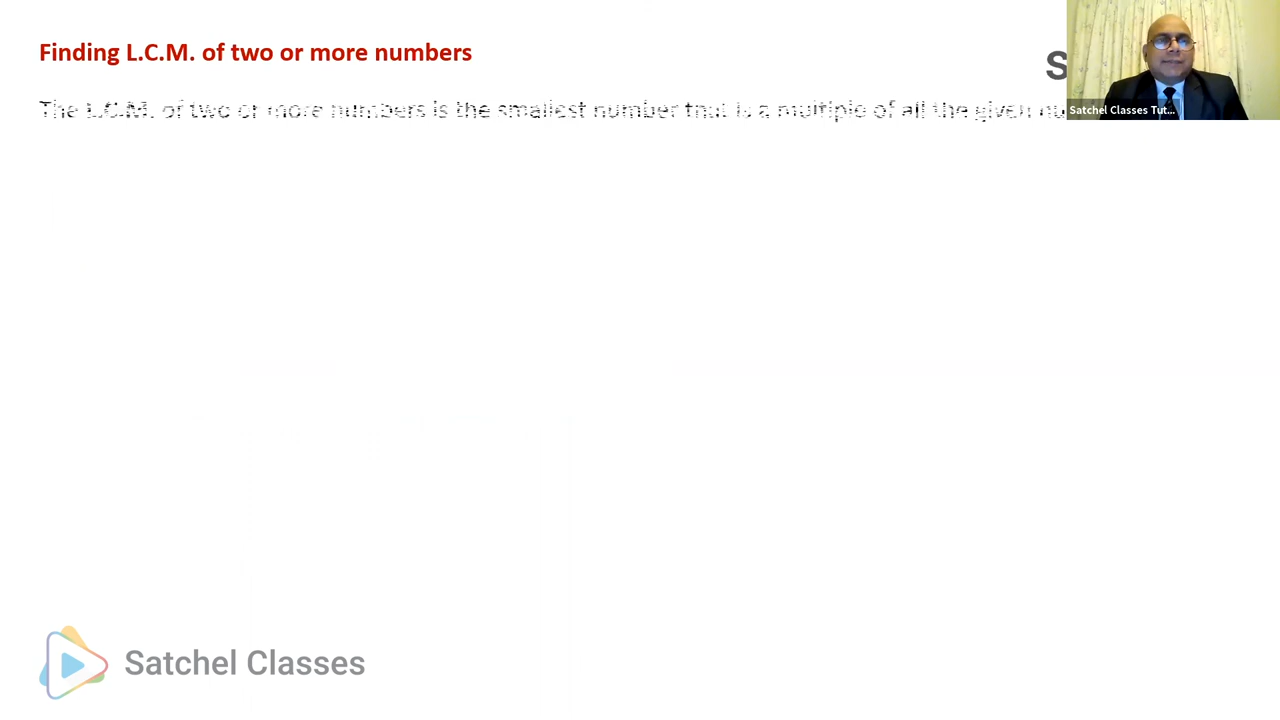 Finding L.C.M. of two or more numbers
S
The L.C.M. of two or more numbers is the smallest number that is a multiple of all the given
Satchel Classes Tut...
Satchel Classes